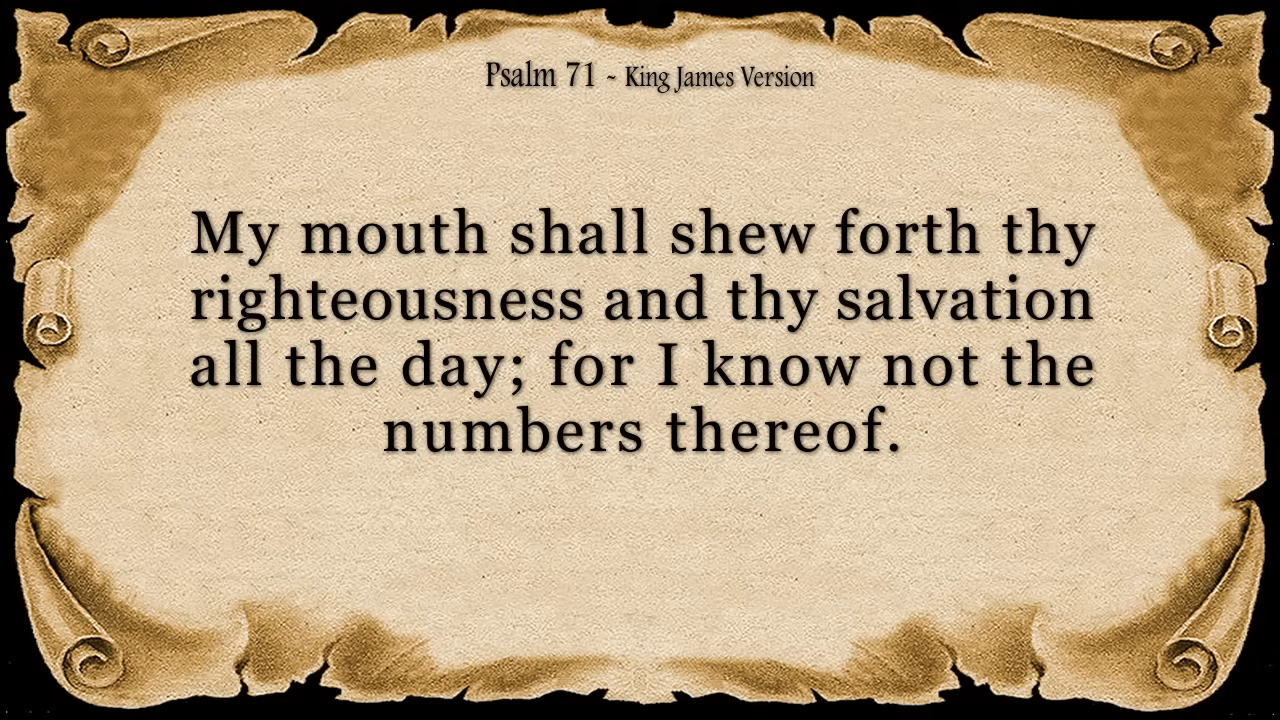 Psalm 71 - King James Version
My mouth shall shew forth thy
righteousness and thy salvation
all the day; for I know not the
numbers thereof.